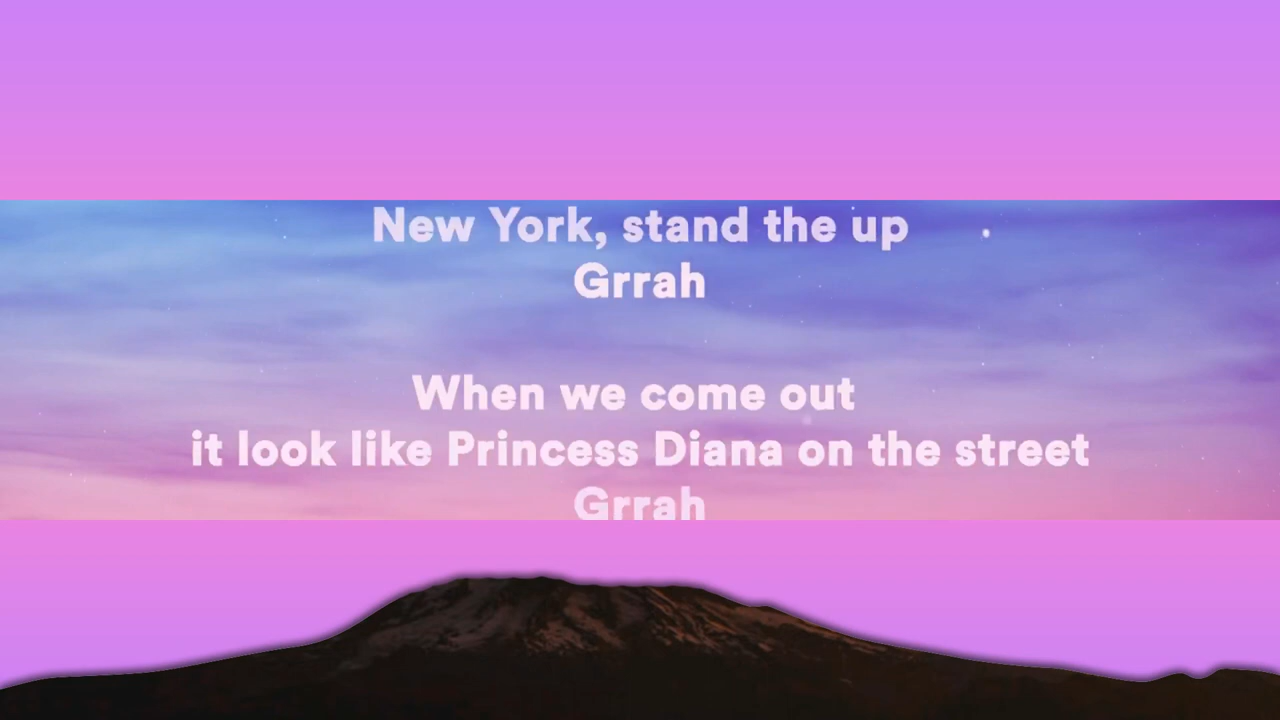 New York, stand the up
Grrah
When we come out
it look like Princess Diana on the street
Grrah